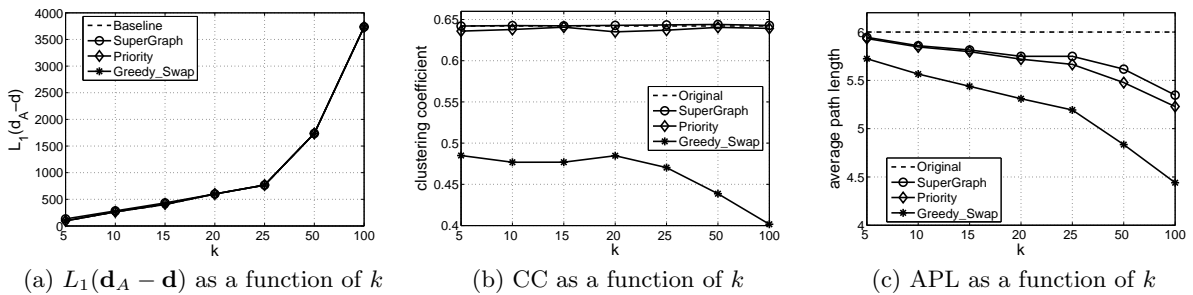 4000
3500
3000
2500
2000
1500
1000
500
0
L1(dA−d)
Baseline
SuperGraph
Priority
Greedy_Swap
5 10 15 20 25 50 100
k
(a) L1(dA − d) as a function of k
0.65
0.6
0.55
0.5
0.45
0.4
clustering coefficient
Original
SuperGraph
Priority
Greedy_Swap
5 10 15 20 25 50 100
k
(b) CC as a function of k
6
5.5
5
4.5
4
average path length
Original
SuperGraph
Priority
Greedy_Swap
5 10 15 20 25 50 100
k
(c) APL as a function of k